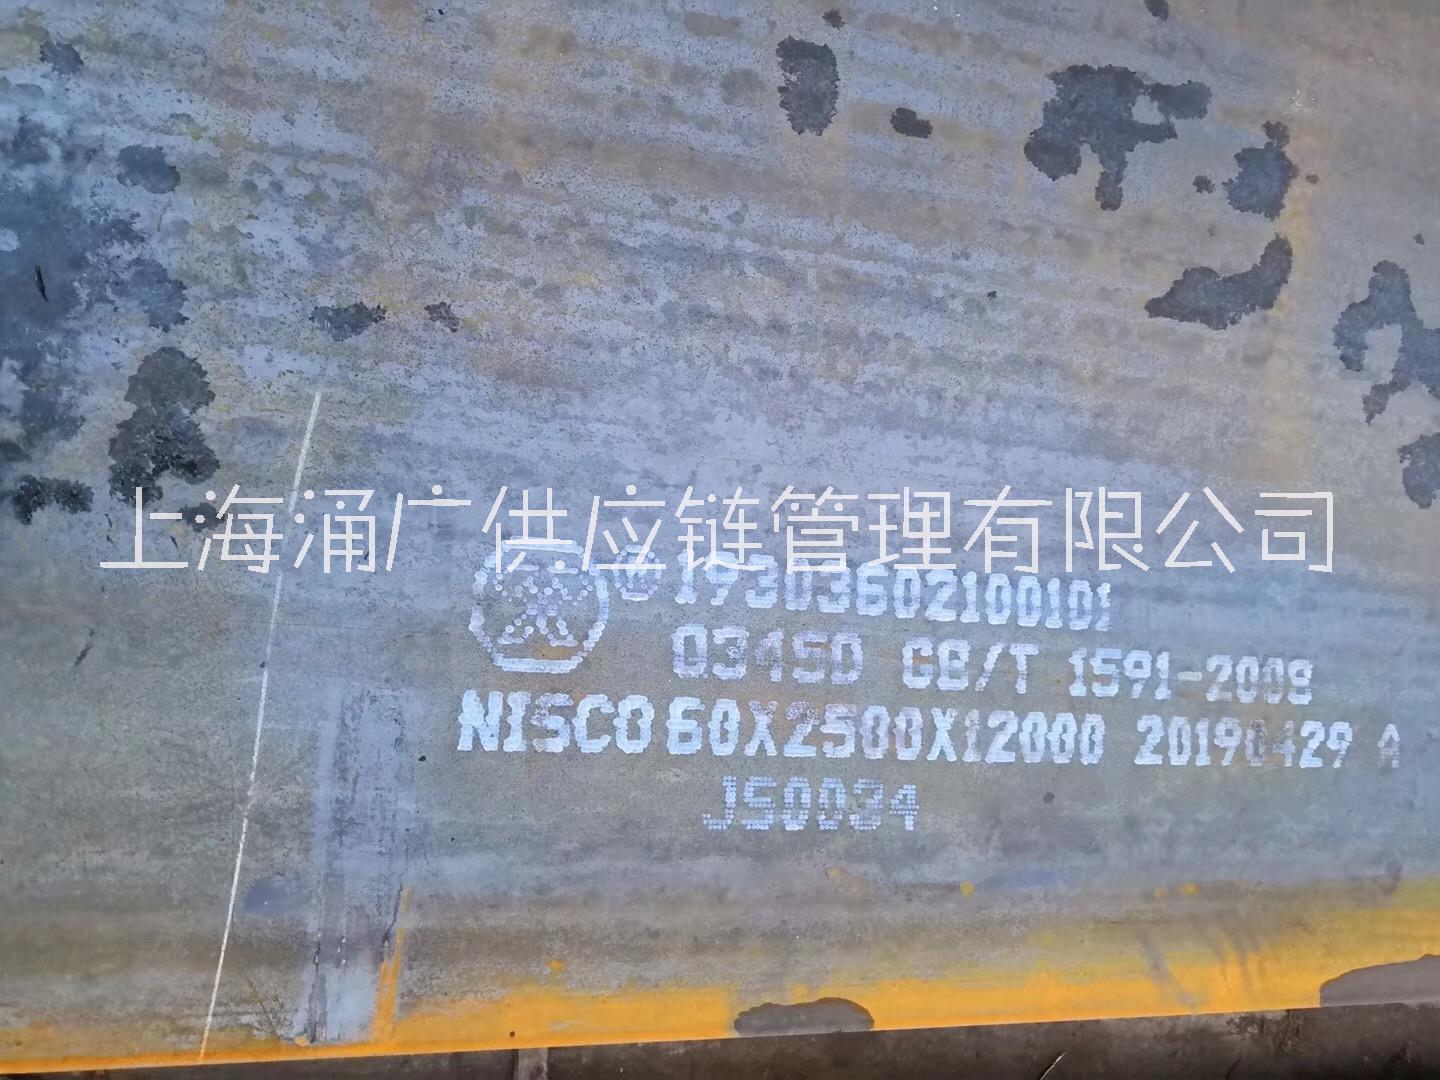 上海涌广供应链管理有限公司
® 19303602100101
Q345D GB/T 1591-2008
NISCO 60X2500X12000 20190429 A
JS0034